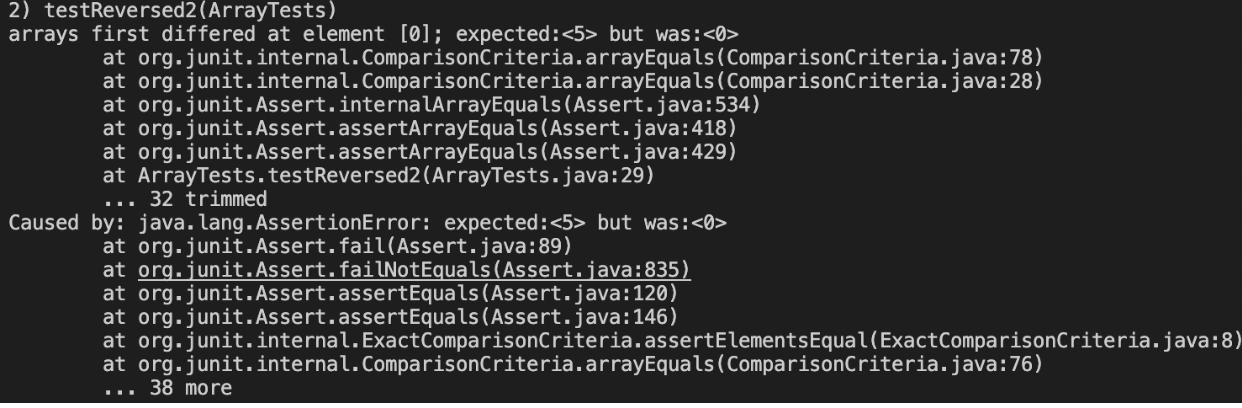 2) testReversed2(ArrayTests)
arrays first differed at element [0]; expected:<5> but was:<0>
at org.junit.internal.ComparisonCriteria.arrayEquals(ComparisonCriteria.java:78)
at org.junit.internal.ComparisonCriteria.arrayEquals(ComparisonCriteria.java:28)
at org.junit.Assert.internalArrayEquals(Assert.java:534)
at org.junit.Assert.assertArrayEquals(Assert.java:418)
at org.junit.Assert.assertArrayEquals(Assert.java:429)
at ArrayTests.testReversed2(ArrayTests.java:29)
... 32 trimmed
Caused by: java.lang.AssertionError: expected:<5> but was:<0>
at org.junit.Assert.fail(Assert.java:89)
at org.junit.Assert.failNotEquals(Assert.java:835)
at org.junit.Assert.assertEquals(Assert.java:120)
at org.junit.Assert.assertEquals(Assert.java:146)
at org.junit.internal.ExactComparisonCriteria.assertElementsEqual(ExactComparisonCriteria.java:8)
at org.junit.internal.ComparisonCriteria.arrayEquals(ComparisonCriteria.java:76)
... 38 more